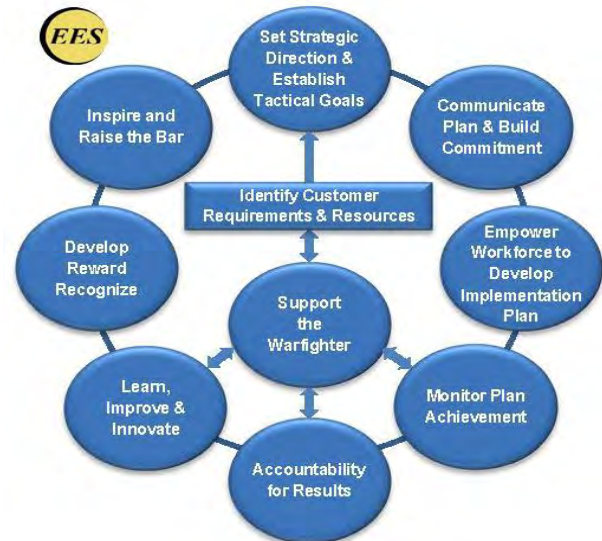 EES
Set Strategic
Direction &
Establish
Tactical Goals
Communicate
Plan & Build
Commitment
Empower
Workforce to
Develop
Implementation
Plan
Monitor Plan
Achievement
Accountability
for Results
Learn,
Improve &
Innovate
Develop
Reward
Recognize
Inspire and
Raise the Bar
Identify Customer
Requirements & Resources
Support
the
Warfighter